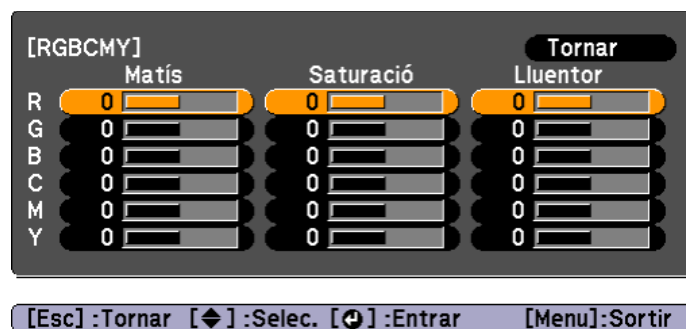 [RGBCMY] Tornar
Matís Saturació Lluentor
R 0 0 0
G 0 0 0
B 0 0 0
C 0 0 0
M 0 0 0
Y 0 0 0
[Esc] :Tornar [◆] :Selec. [⏎] :Entrar [Menu]:Sortir